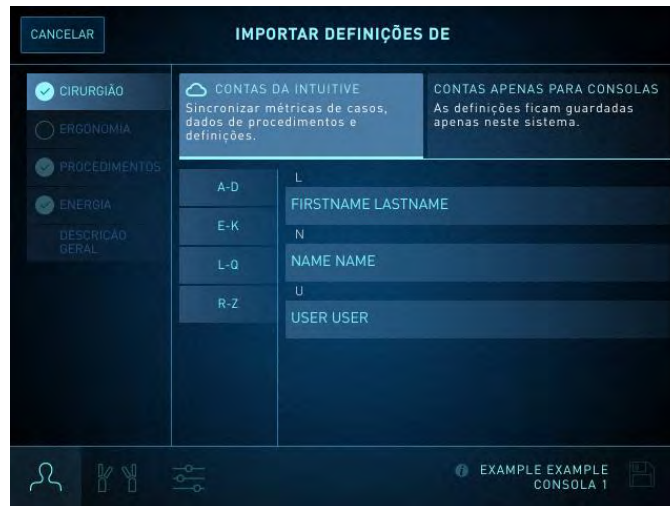 CANCELAR
IMPORTAR DEFINIÇÕES DE
CIRURGIÃO
ERGONOMIA
PROCEDIMENTOS
ENERGIA
DESCRIÇÃO
GERAL
CONTAS DA INTUITIVE
Sincronizar métricas de casos,
dados de procedimentos e
definições.
CONTAS APENAS PARA CONSOLAS
As definições ficam guardadas
apenas neste sistema.
A-D
E-K
L-Q
R-Z
L
FIRSTNAME LASTNAME
N
NAME NAME
U
USER USER
EXAMPLE EXAMPLE
CONSOLA 1